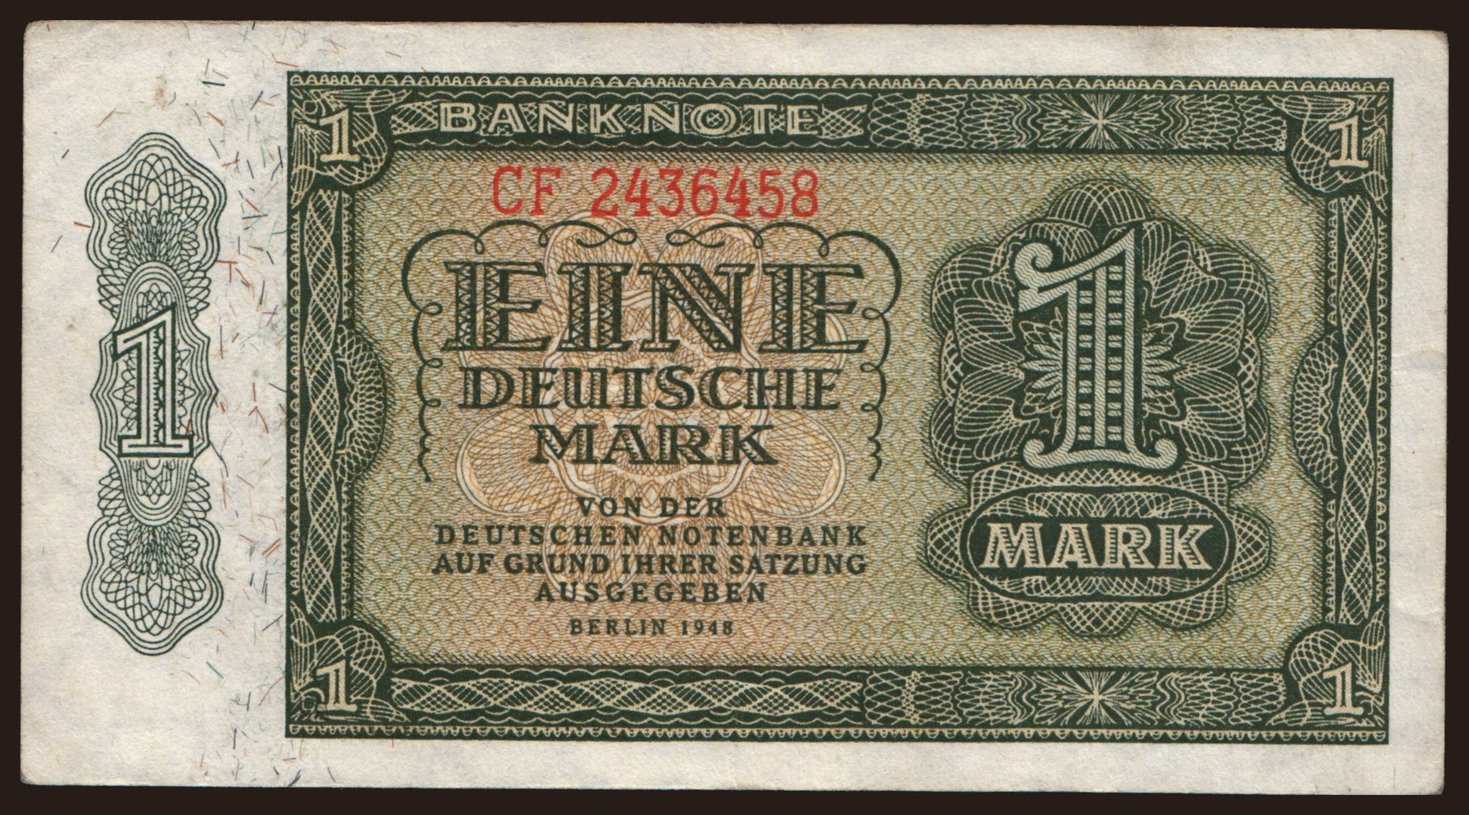 BANKNOTE
1
1
CF 2436458
EINE
DEUTSCHE
MARK
VON DER
DEUTSCHEN NOTENBANK
AUF GRUND IHRER SATZUNG
AUSGEGEBEN
BERLIN 1948
1
1
MARK
1
1